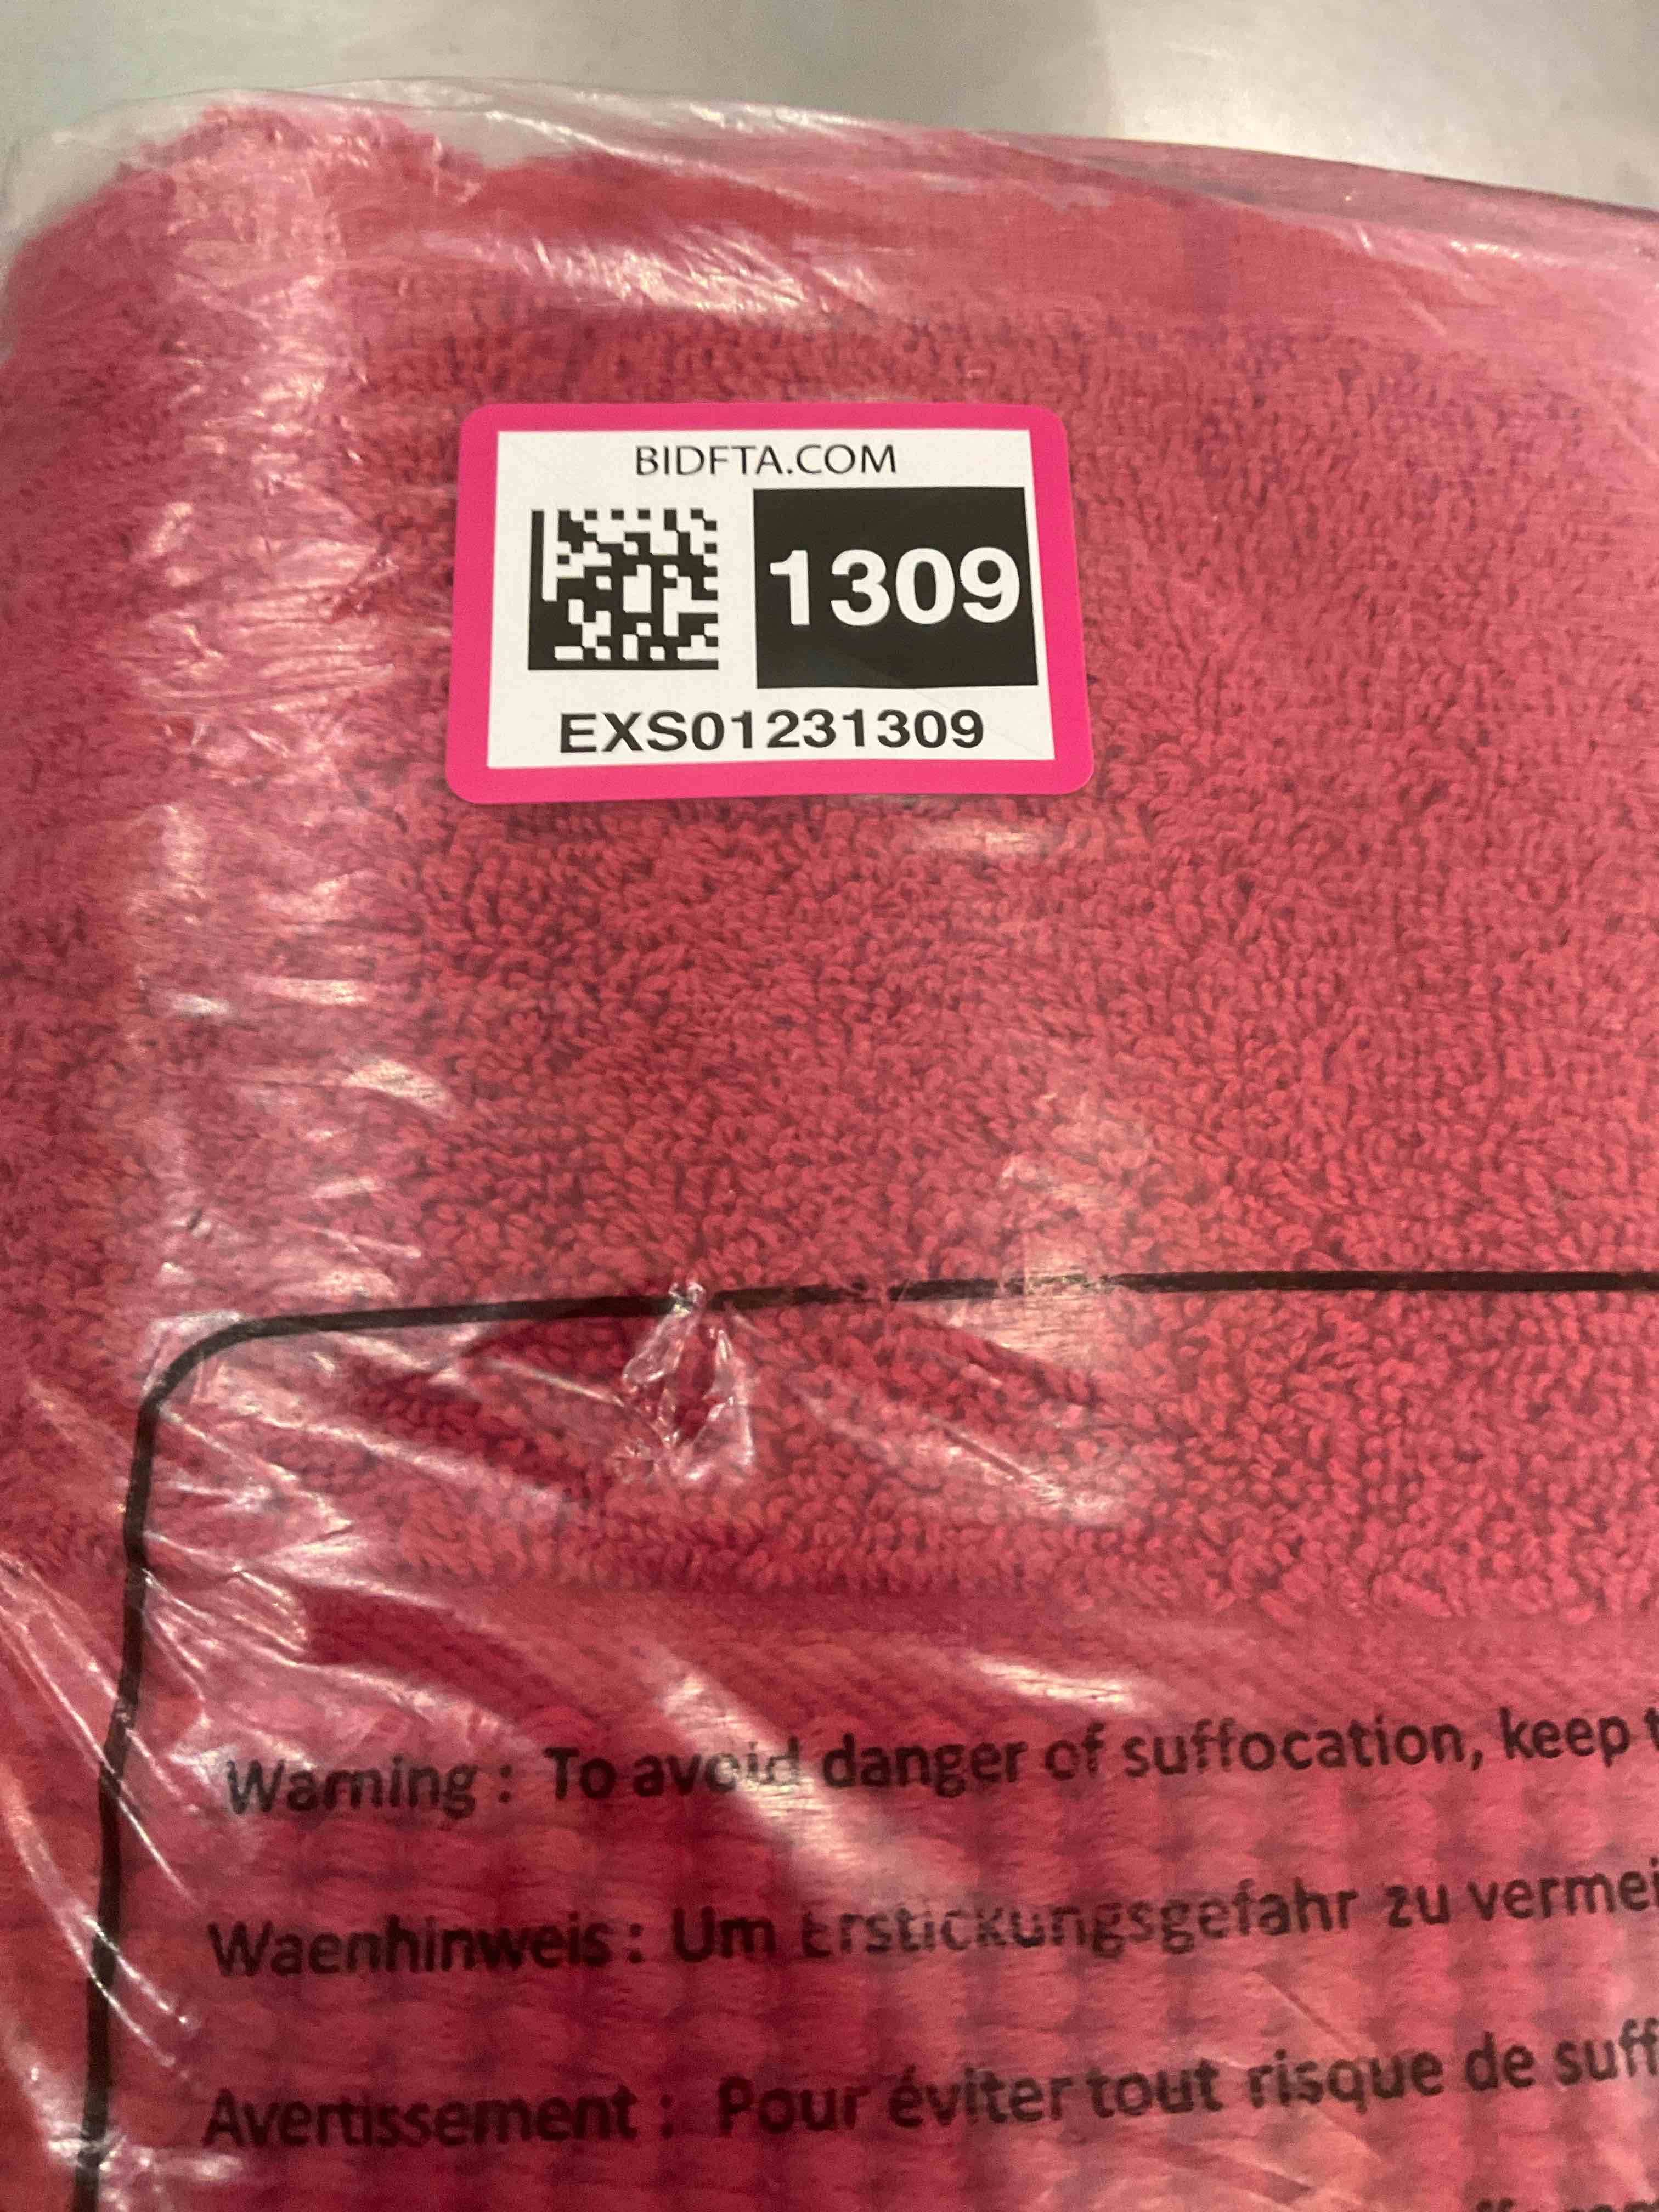 BIDFTA.COM
1309
EXS01231309
Warning : To avoid danger of suffocation, keep
Waenhinweis : Um Erstickungsgefahr zu vermei
Avertissement : Pour éviter tout risque de suff